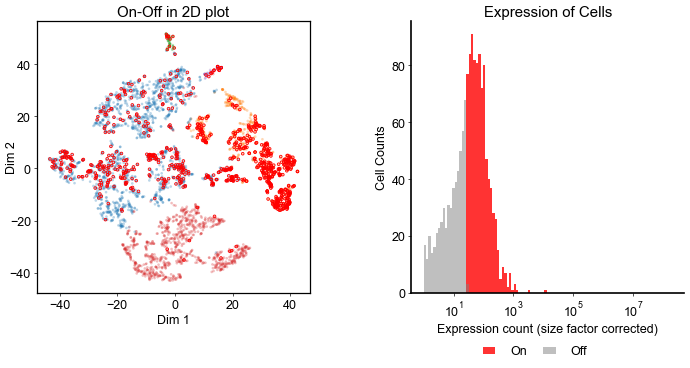 On-Off in 2D plot
Dim 2
40
20
0
−20
−40
−40 −20 0 20 40
Dim 1
Expression of Cells
Cell Counts
80
60
40
20
0
10^1 10^3 10^5 10^7
Expression count (size factor corrected)
On Off